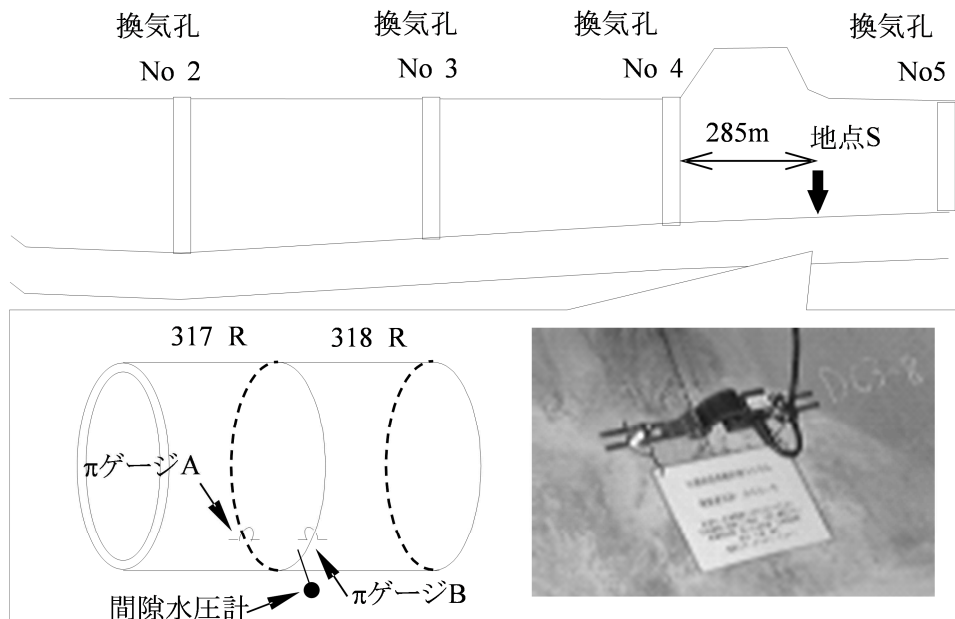 換気孔 換気孔 換気孔 換気孔
No 2 No 3 No 4 No5
285m 地点S
317 R 318 R
πゲージA
πゲージB
間隙水圧計